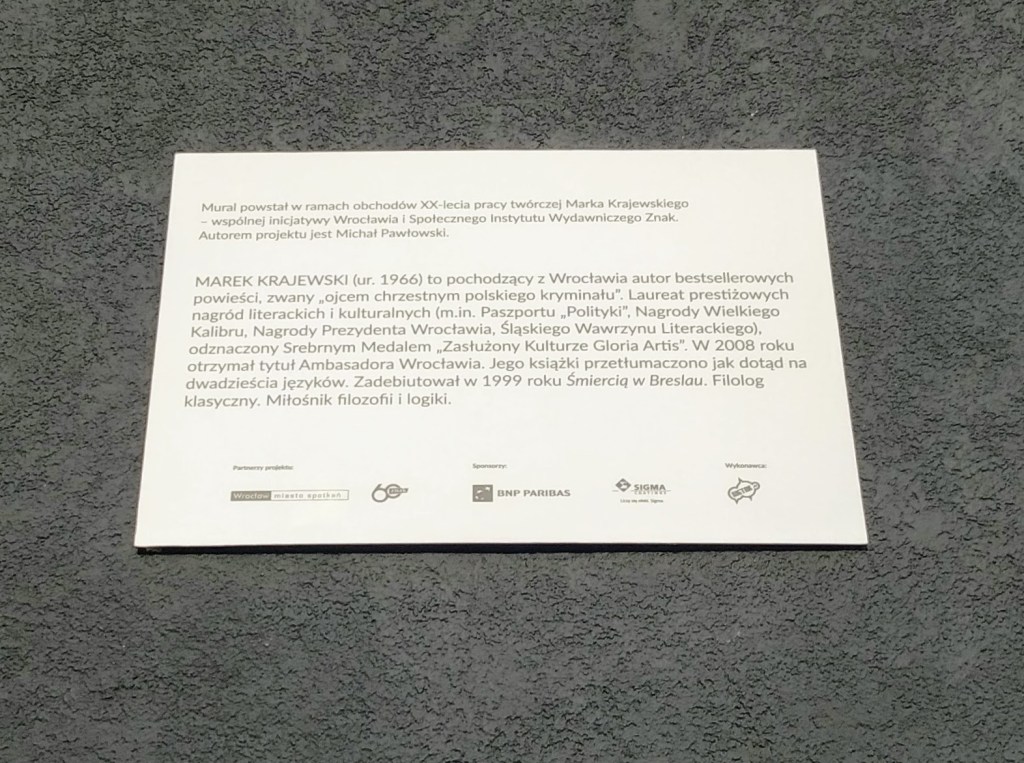 Mural powstał w ramach obchodów XX-lecia pracy twórczej Marka Krajewskiego
– wspólnej inicjatywy Wrocławia i Społecznego Instytutu Wydawniczego Znak.
Autorem projektu jest Michał Pawłowski.
MAREK KRAJEWSKI (ur. 1966) to pochodzący z Wrocławia autor bestsellerowych
powieści, zwany „ojcem chrzestnym polskiego kryminału”. Laureat prestiżowych
nagród literackich i kulturalnych (m.in. Paszportu „Polityki”, Nagrody Wielkiego
Kalibru, Nagrody Prezydenta Wrocławia, Śląskiego Wawrzynu Literackiego),
odznaczony Srebrnym Medalem „Zasłużony Kulturze Gloria Artis”. W 2008 roku
otrzymał tytuł Ambasadora Wrocławia. Jego książki przetłumaczono jak dotąd na
dwadzieścia języków. Zadebiutował w 1999 roku Śmiercią w Breslau. Filolog
klasyczny. Miłośnik filozofii i logiki.
Partnerzy projektu: Sponsorzy: Wykonawca:
Wrocław miasto spotkań 60 BNP PARIBAS SIGMA COATINGS